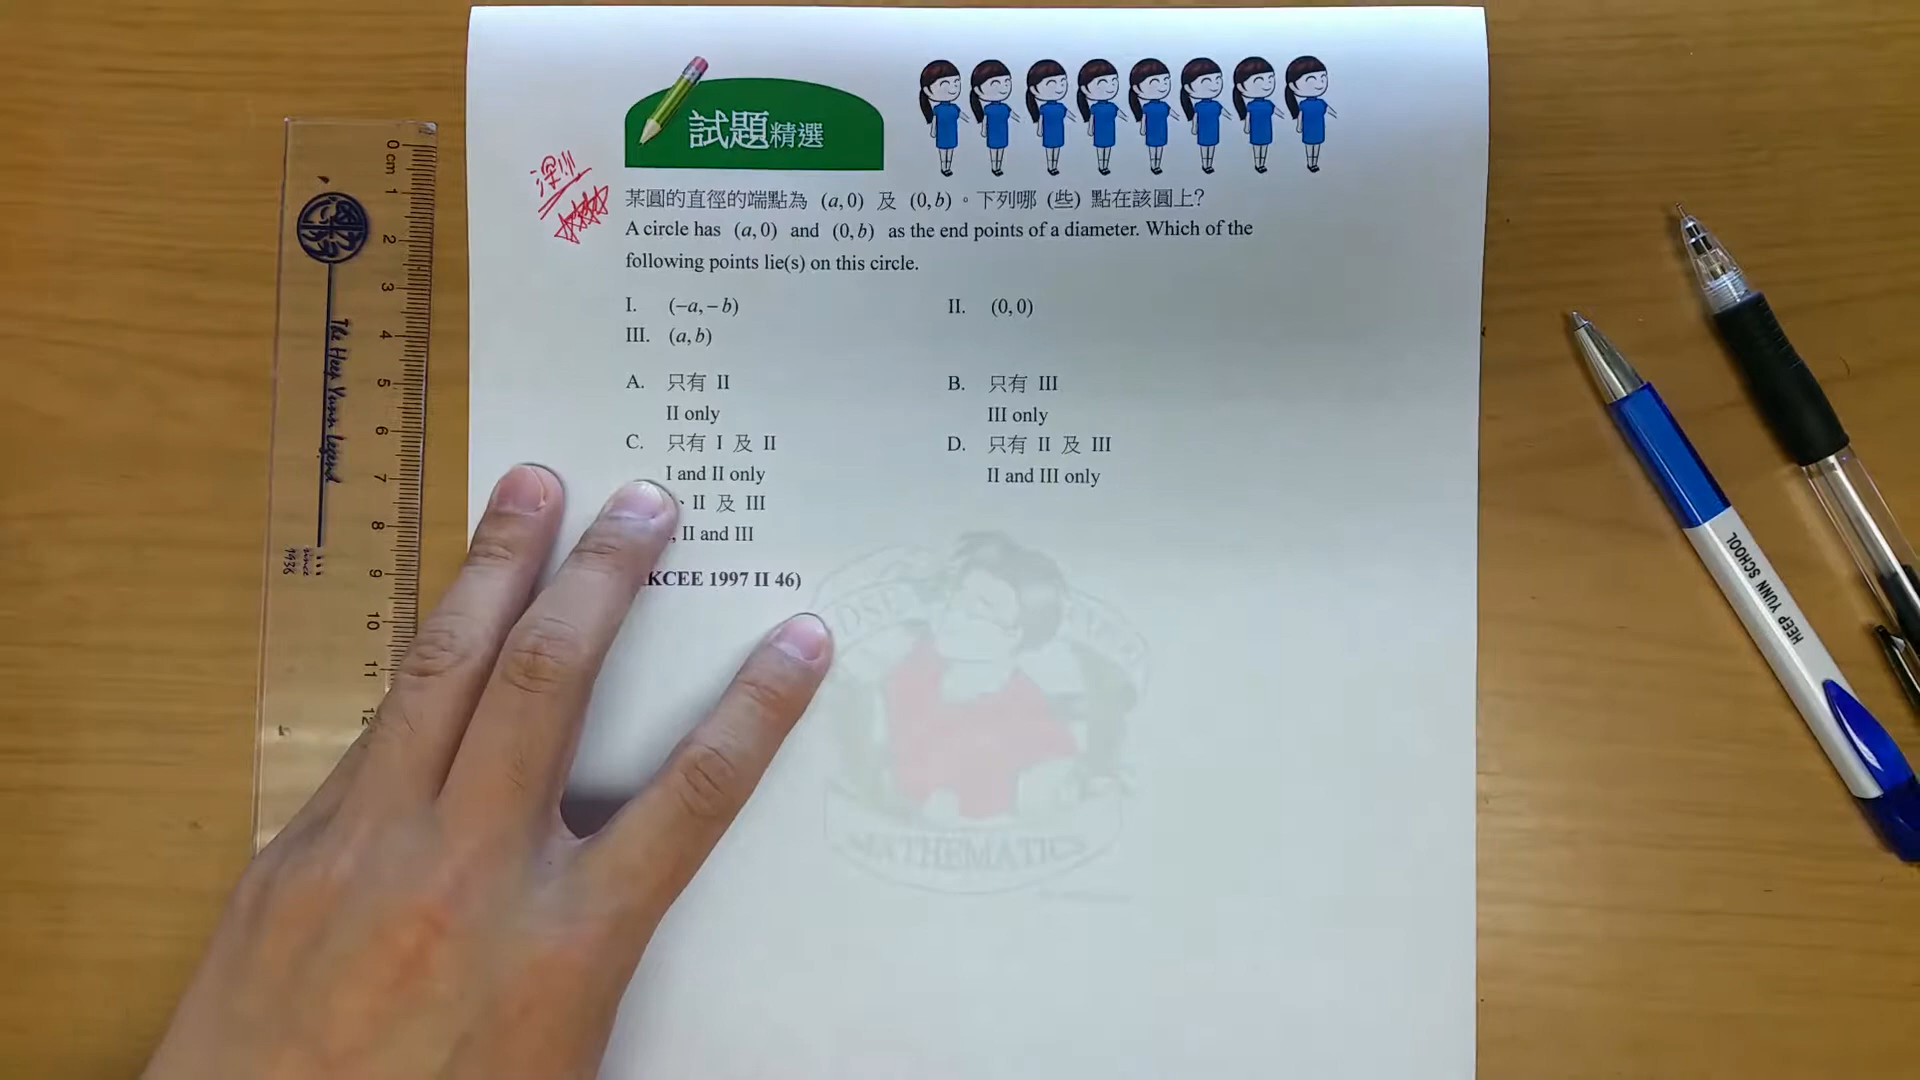 試題精選
某圓的直徑的端點為 (a, 0) 及 (0, b)。下列哪 (些) 點在該圓上?
A circle has (a, 0) and (0, b) as the end points of a diameter. Which of the
following points lie(s) on this circle.
I. (−a, −b) II. (0, 0)
III. (a, b)
A. 只有 II B. 只有 III
II only III only
C. 只有 I 及 II D. 只有 II 及 III
I and II only II and III only
、II 及 III
, II and III
KCEE 1997 II 46)
MATHEMATICS
0 cm 1 2 3 4 5 6 7 8 9 10 11 12
The Heep Yunn Legend
since 1936
HEEP YUNN SCHOOL